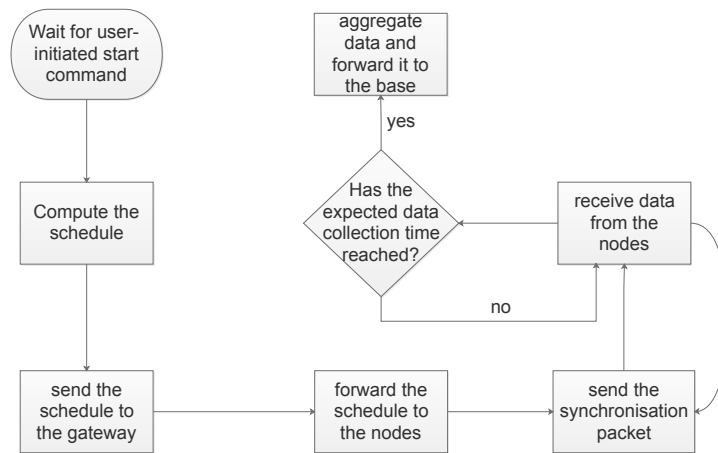 Wait for user-
initiated start
command
Compute the
schedule
send the
schedule to
the gateway
forward the
schedule to
the nodes
send the
synchronisation
packet
receive data
from the
nodes
Has the
expected data
collection time
reached?
no
yes
aggregate
data and
forward it to
the base